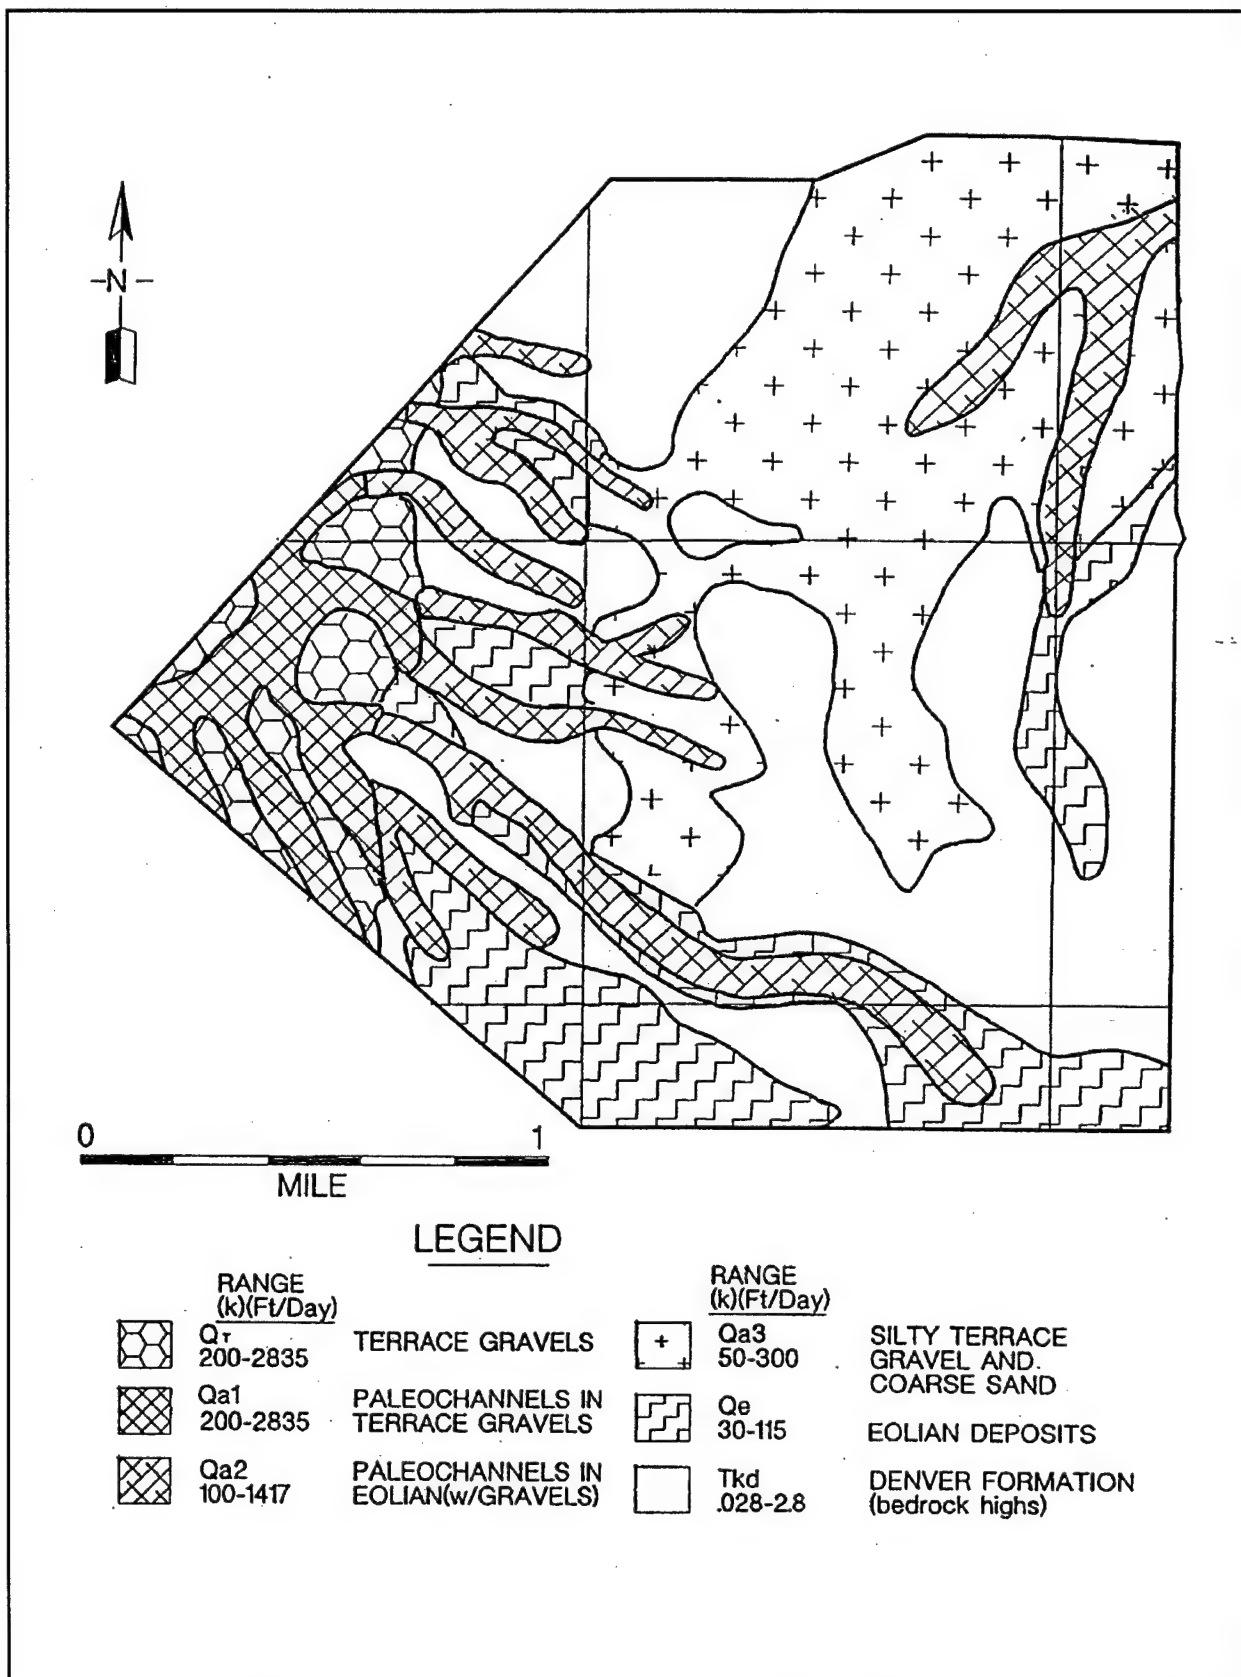 -N-
0 1
MILE
LEGEND
RANGE
(k)(Ft/Day)
QT
200-2835
TERRACE GRAVELS
Qa1
200-2835
PALEOCHANNELS IN
TERRACE GRAVELS
Qa2
100-1417
PALEOCHANNELS IN
EOLIAN(w/GRAVELS)
RANGE
(k)(Ft/Day)
Qa3
50-300
SILTY TERRACE
GRAVEL AND.
COARSE SAND
Qe
30-115
EOLIAN DEPOSITS
Tkd
.028-2.8
DENVER FORMATION
(bedrock highs)